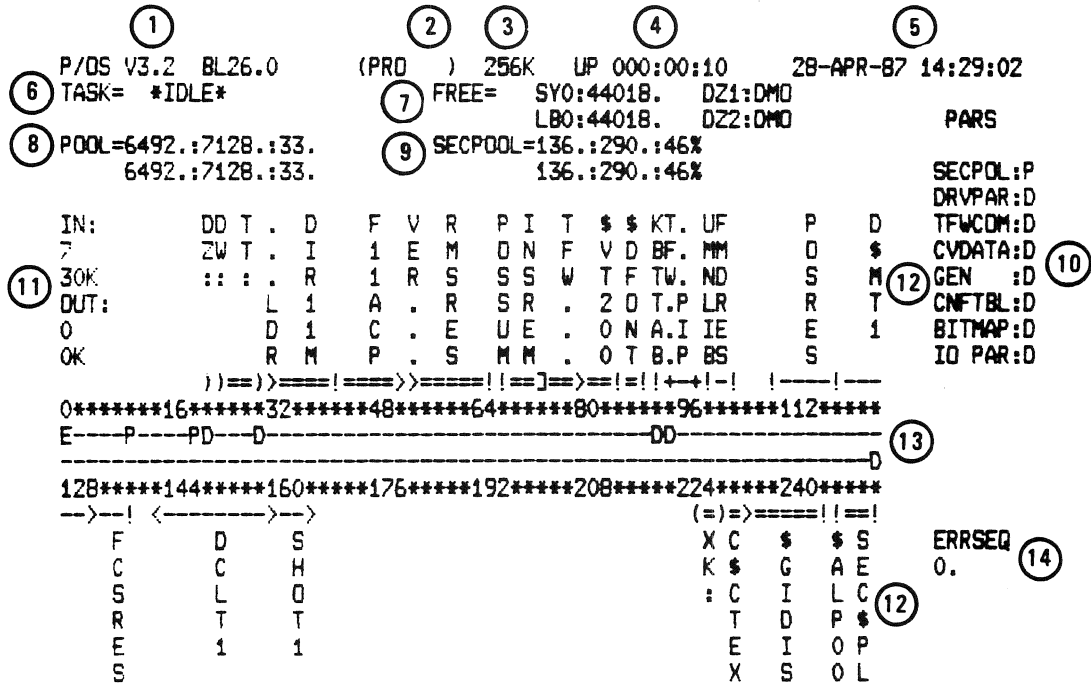 1 2 3 4 5
P/OS V3.2 BL26.0 (PRO ) 256K UP 000:00:10 28-APR-87 14:29:02
6 TASK= *IDLE* 7 FREE= SY0:44018. DZ1:DMO
LB0:44018. DZ2:DMO PARS
8 POOL=6492.:7128.:33. 9 SECPOOL=136.:290.:46%
6492.:7128.:33. 136.:290.:46% SECPOL:P
DRVPAR:D
IN: DD T . D F V R P I T $ $ KT. UF P D TFWCOM:D
7 ZW T . I 1 E M O N F V D BF. MM O $ CVDATA:D 10
11 30K :: : . R 1 R S S S W T F TW. ND S M 12 GEN :D
OUT: L 1 A . R S R . 2 0 T.P LR R T CNFTBL:D
0 D 1 C . E U E . 0 N A.I IE E 1 BITMAP:D
0K R M P . S M M . 0 T B.P BS S IO PAR:D
))==)>====!====>>=====!!==]==>==!=!!+-+!-! !----!---
0*******16******32******48******64******80******96******112*****
E----P----PD---D------------------------------------DD---------------- 13
----------------------------------------------------------------------D
128*****144*****160*****176*****192*****208*****224*****240*****
-->--! <--------->--> (=)=>======!!==!
F D S X C $ $ S ERRSEQ
C C H K $ G A E 0. 14
S L O : C I L C 12
R T T T D P $
E 1 1 E I O P
S X S O L